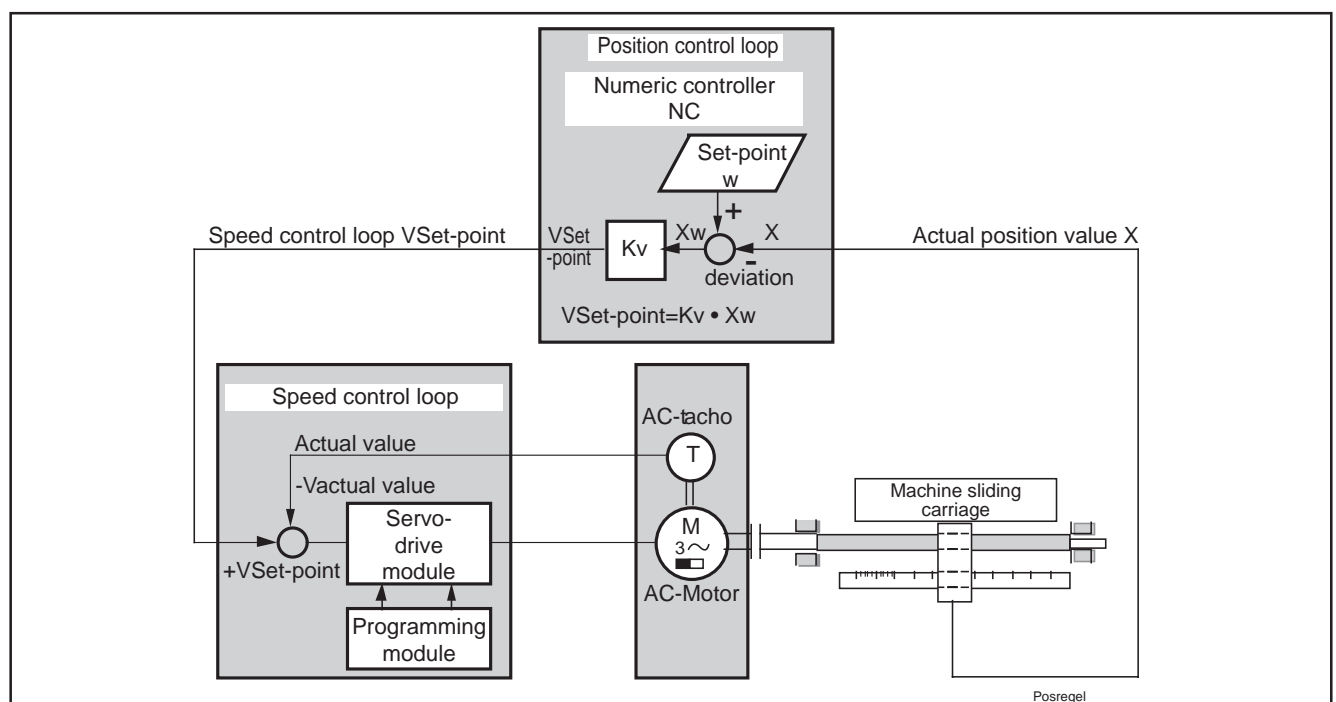 Position control loop
Numeric controller
NC
Set-point
w
+
Speed control loop VSet-point
VSet
-point
Kv
Xw
X
-
Actual position value X
deviation
VSet-point=Kv • Xw
Speed control loop
AC-tacho
T
Actual value
-Vactual value
Servo-
drive
module
+VSet-point
M
3~
AC-Motor
Machine sliding
carriage
Programming
module
Posregel